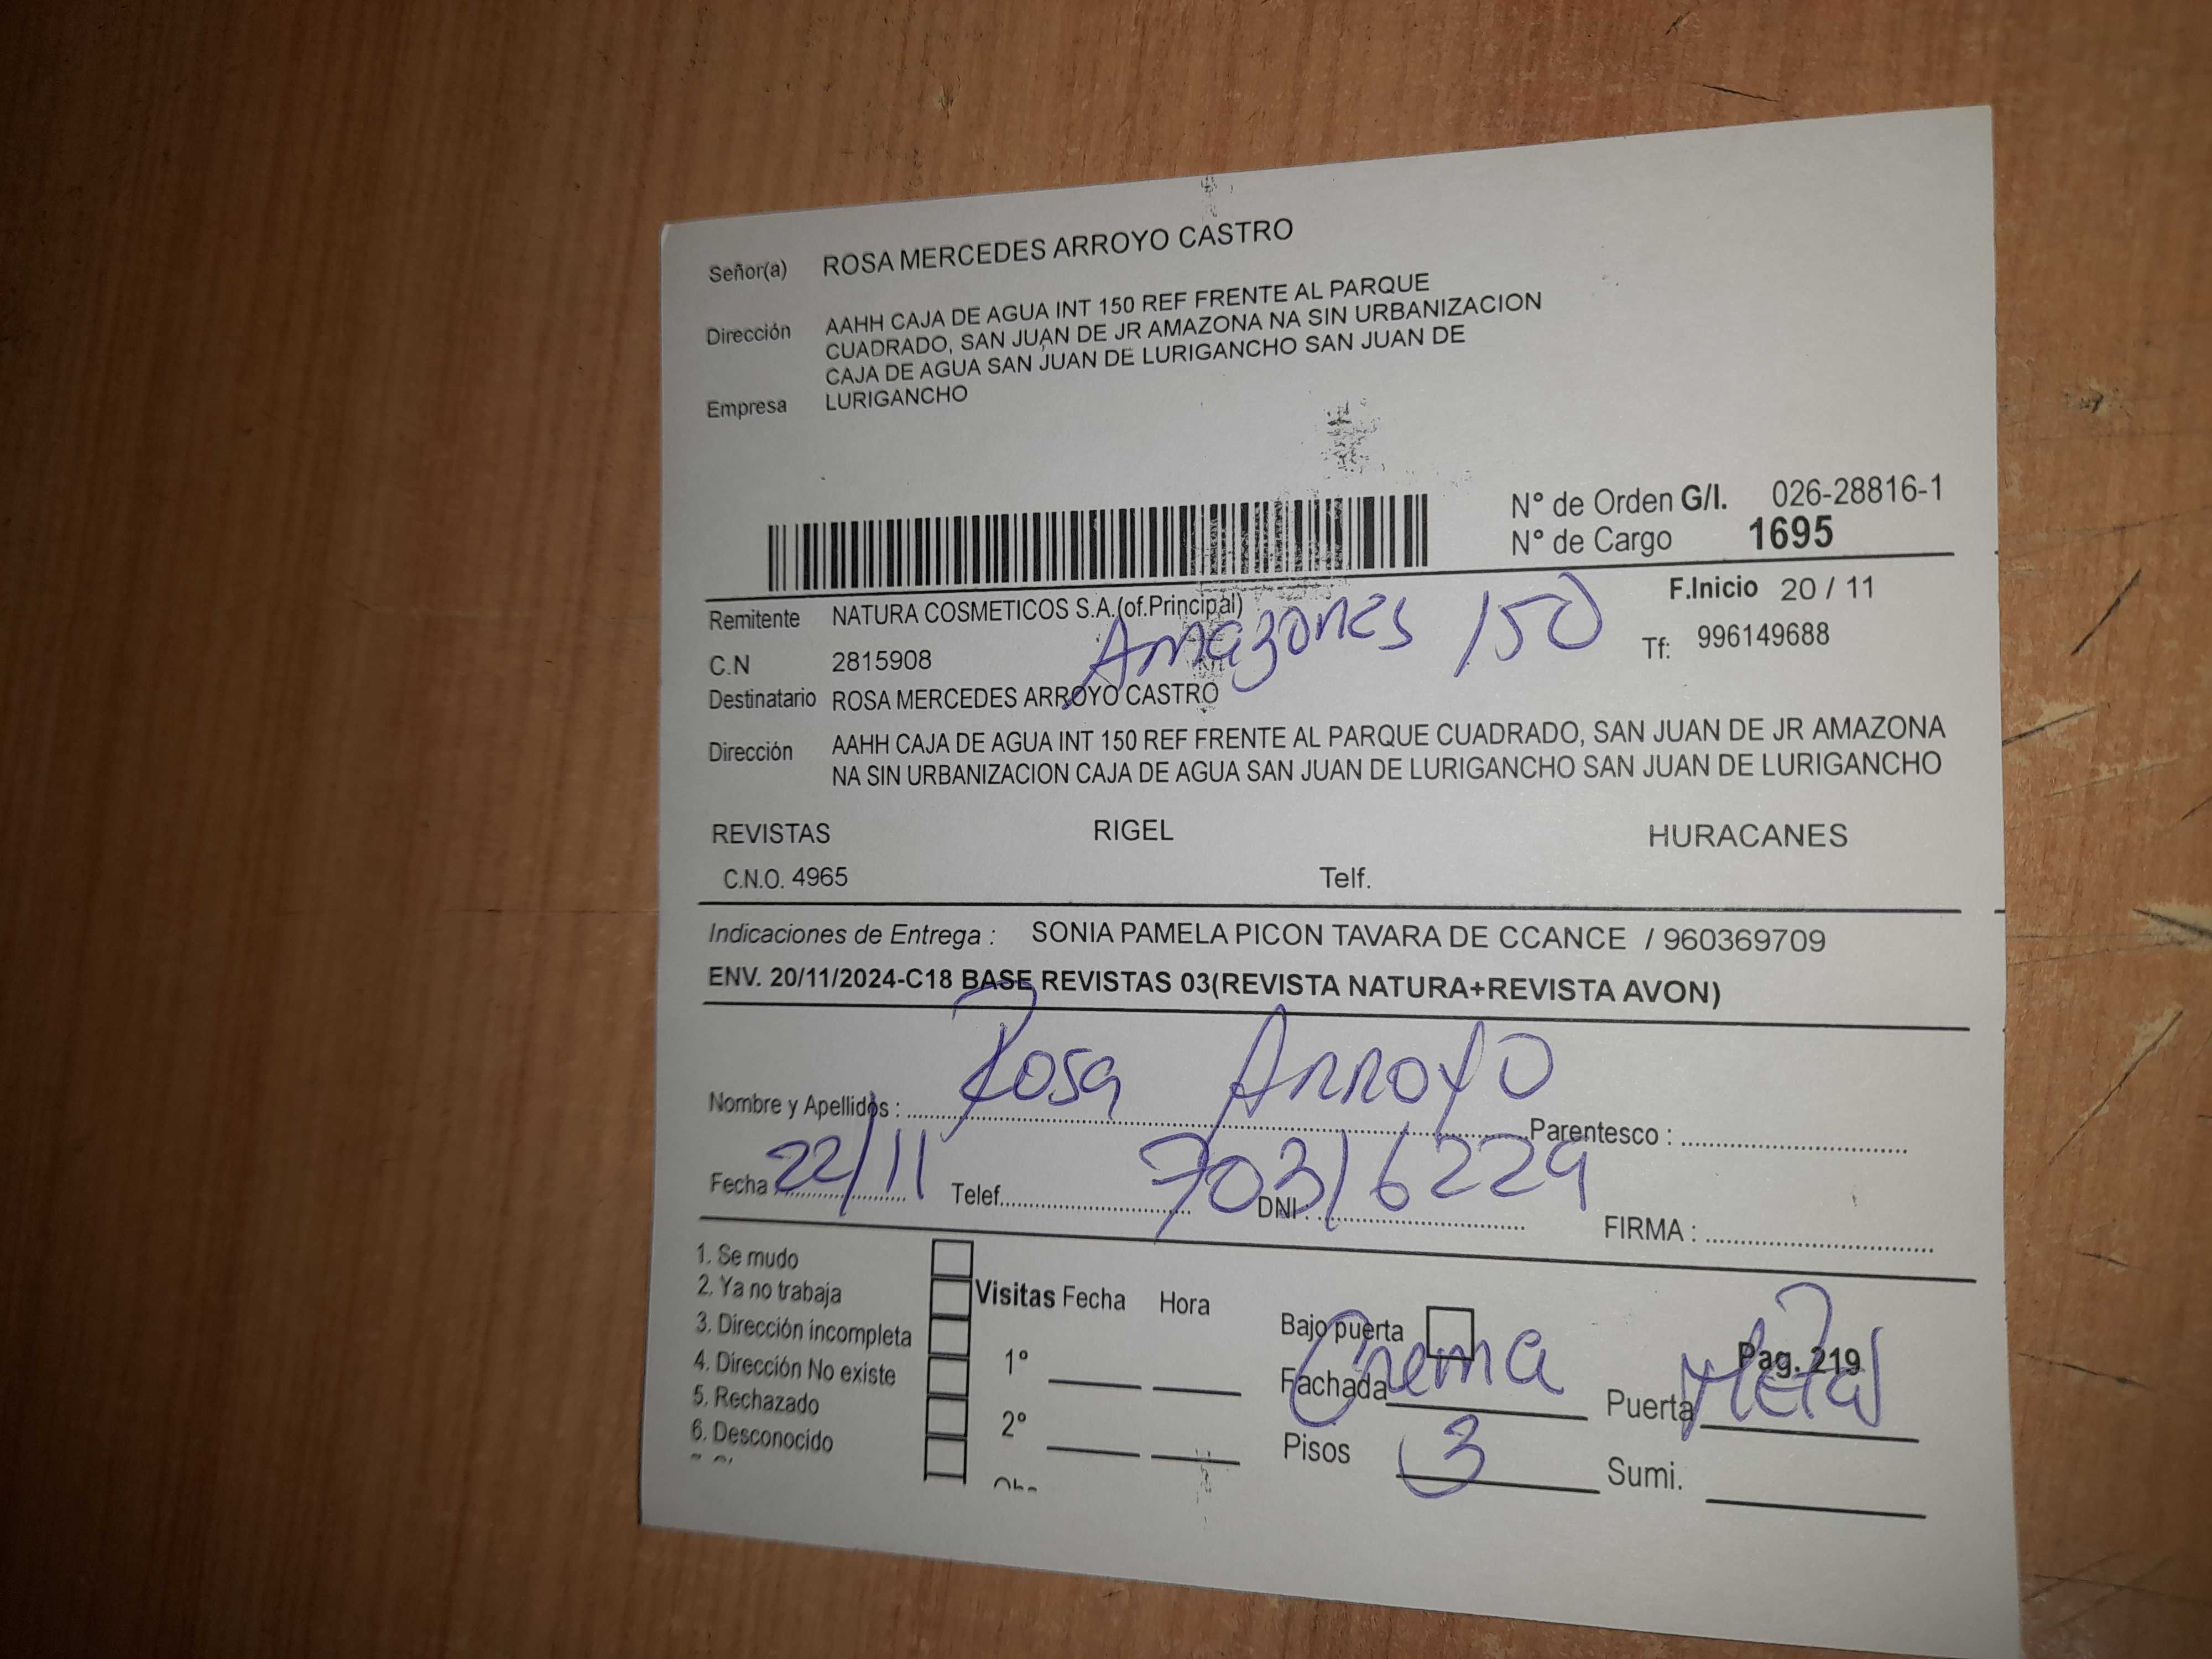 Señor(a) ROSA MERCEDES ARROYO CASTRO
Dirección AAHH CAJA DE AGUA INT 150 REF FRENTE AL PARQUE
CUADRADO, SAN JUAN DE JR AMAZONA NA SIN URBANIZACION
CAJA DE AGUA SAN JUAN DE LURIGANCHO SAN JUAN DE
Empresa LURIGANCHO
N° de Orden G/I. 026-28816-1
N° de Cargo 1695
F.Inicio 20 / 11
Remitente NATURA COSMETICOS S.A.(of.Principal)
Amazones 150
Tf: 996149688
C.N 2815908
Destinatario ROSA MERCEDES ARROYO CASTRO
Dirección AAHH CAJA DE AGUA INT 150 REF FRENTE AL PARQUE CUADRADO, SAN JUAN DE JR AMAZONA
NA SIN URBANIZACION CAJA DE AGUA SAN JUAN DE LURIGANCHO SAN JUAN DE LURIGANCHO
REVISTAS RIGEL HURACANES
C.N.O. 4965 Telf.
Indicaciones de Entrega : SONIA PAMELA PICON TAVARA DE CCANCE / 960369709
ENV. 20/11/2024-C18 BASE REVISTAS 03(REVISTA NATURA+REVISTA AVON)
Nombre y Apellidos : Rosa Arroyo Parentesco :
Fecha 22/11 Telef. DNI : 70316229 FIRMA :
1. Se mudo
2. Ya no trabaja
3. Dirección incompleta
4. Dirección No existe
5. Rechazado
6. Desconocido
Visitas Fecha Hora
1°
2°
Bajo puerta
Pag. 219
Fachada Crema Puerta Metal
Pisos 3 Sumi.